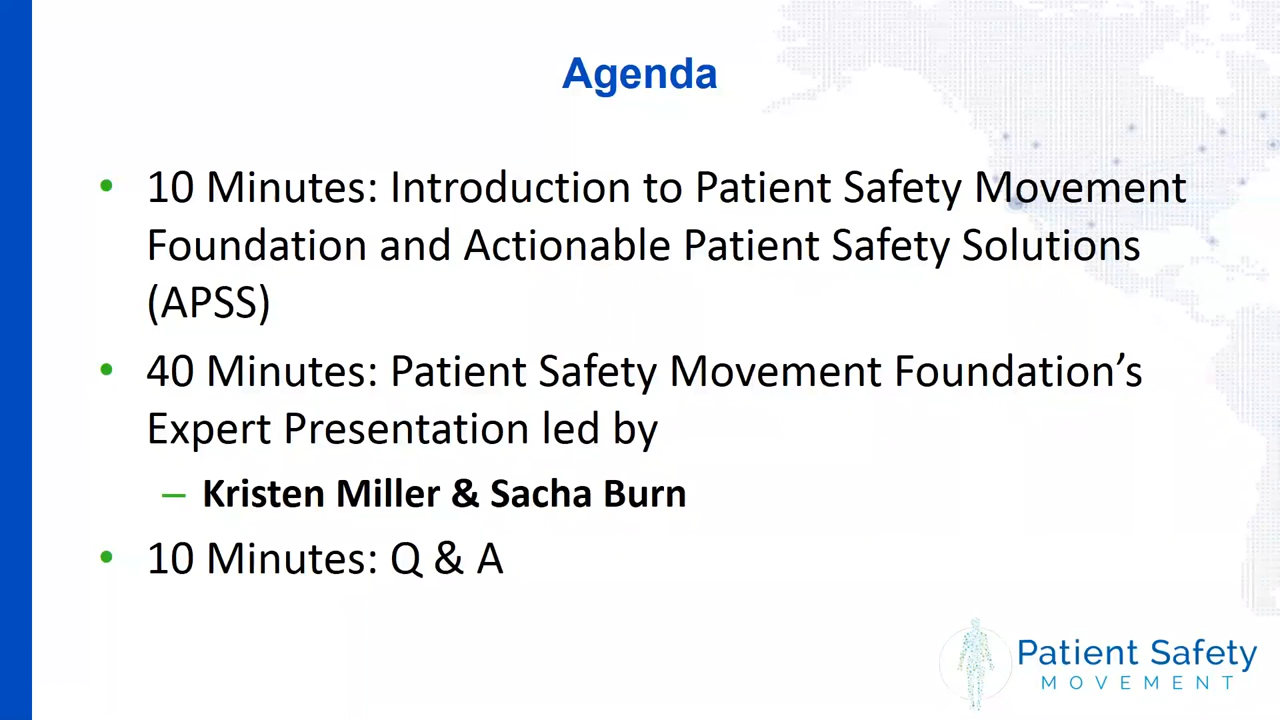 Agenda
• 10 Minutes: Introduction to Patient Safety Movement
Foundation and Actionable Patient Safety Solutions
(APSS)
• 40 Minutes: Patient Safety Movement Foundation’s
Expert Presentation led by
– Kristen Miller & Sacha Burn
• 10 Minutes: Q & A
Patient Safety
MOVEMENT